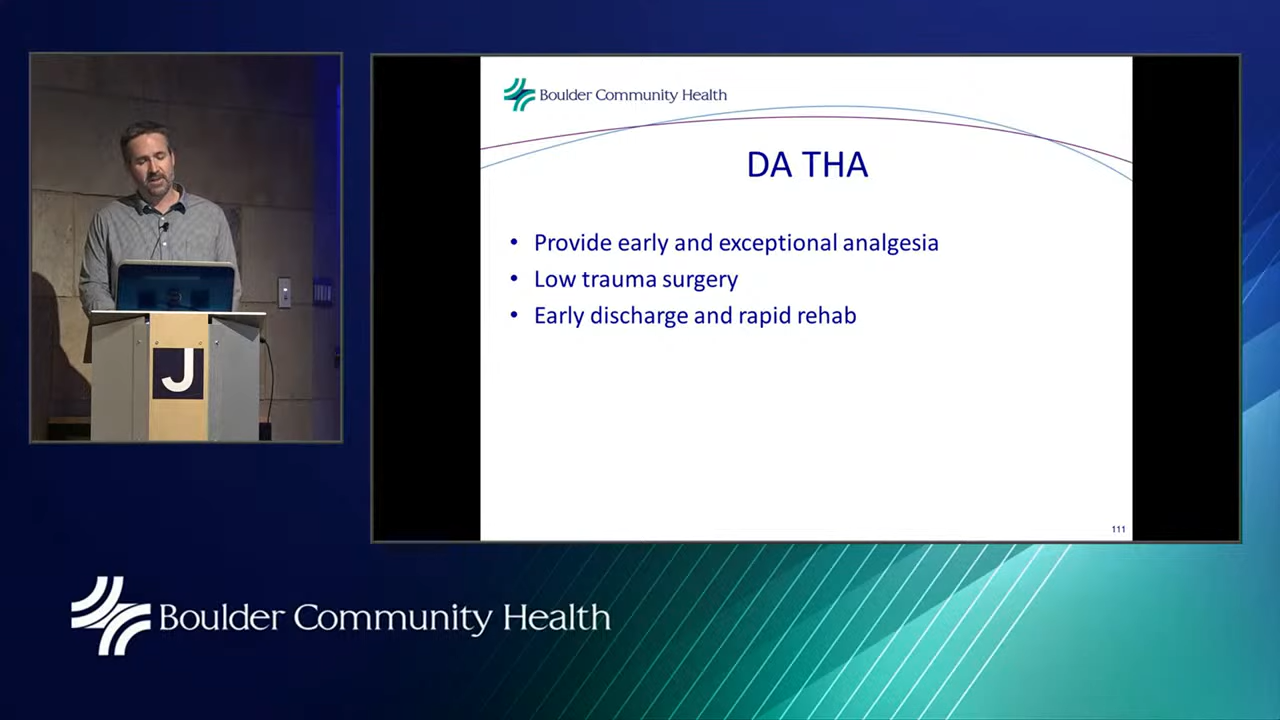 J
Boulder Community Health
DA THA
• Provide early and exceptional analgesia
• Low trauma surgery
• Early discharge and rapid rehab
111
Boulder Community Health